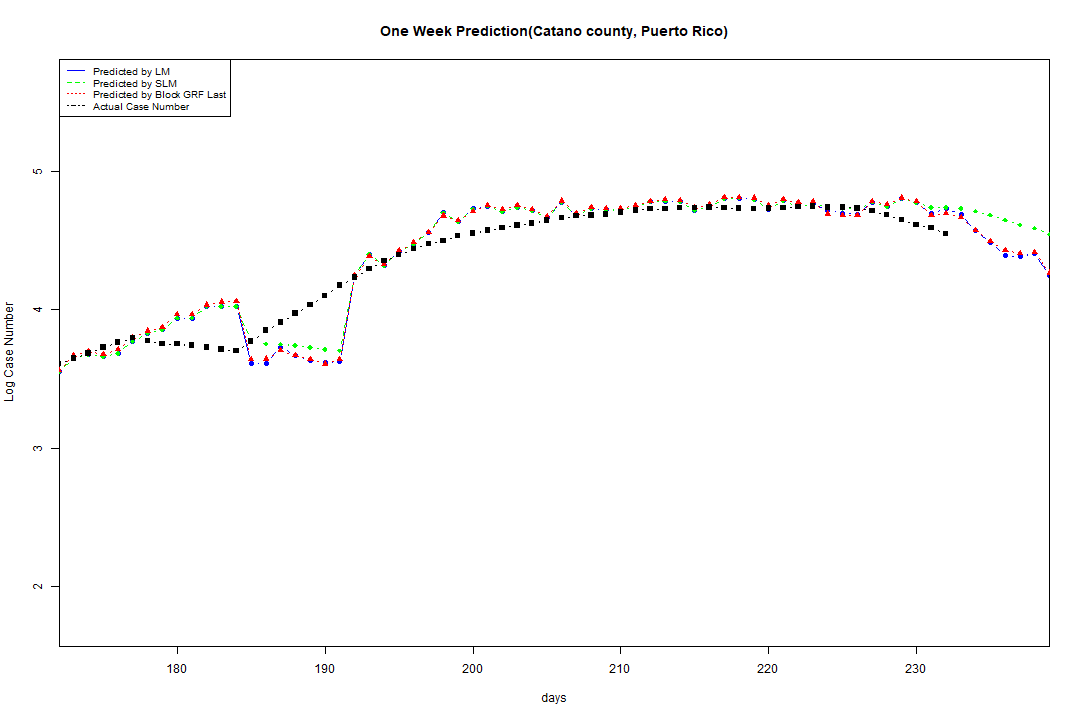 One Week Prediction(Catano county, Puerto Rico)
Predicted by LM
Predicted by SLM
Predicted by Block GRF Last
Actual Case Number
5
4
3
2
Log Case Number
180 190 200 210 220 230
days